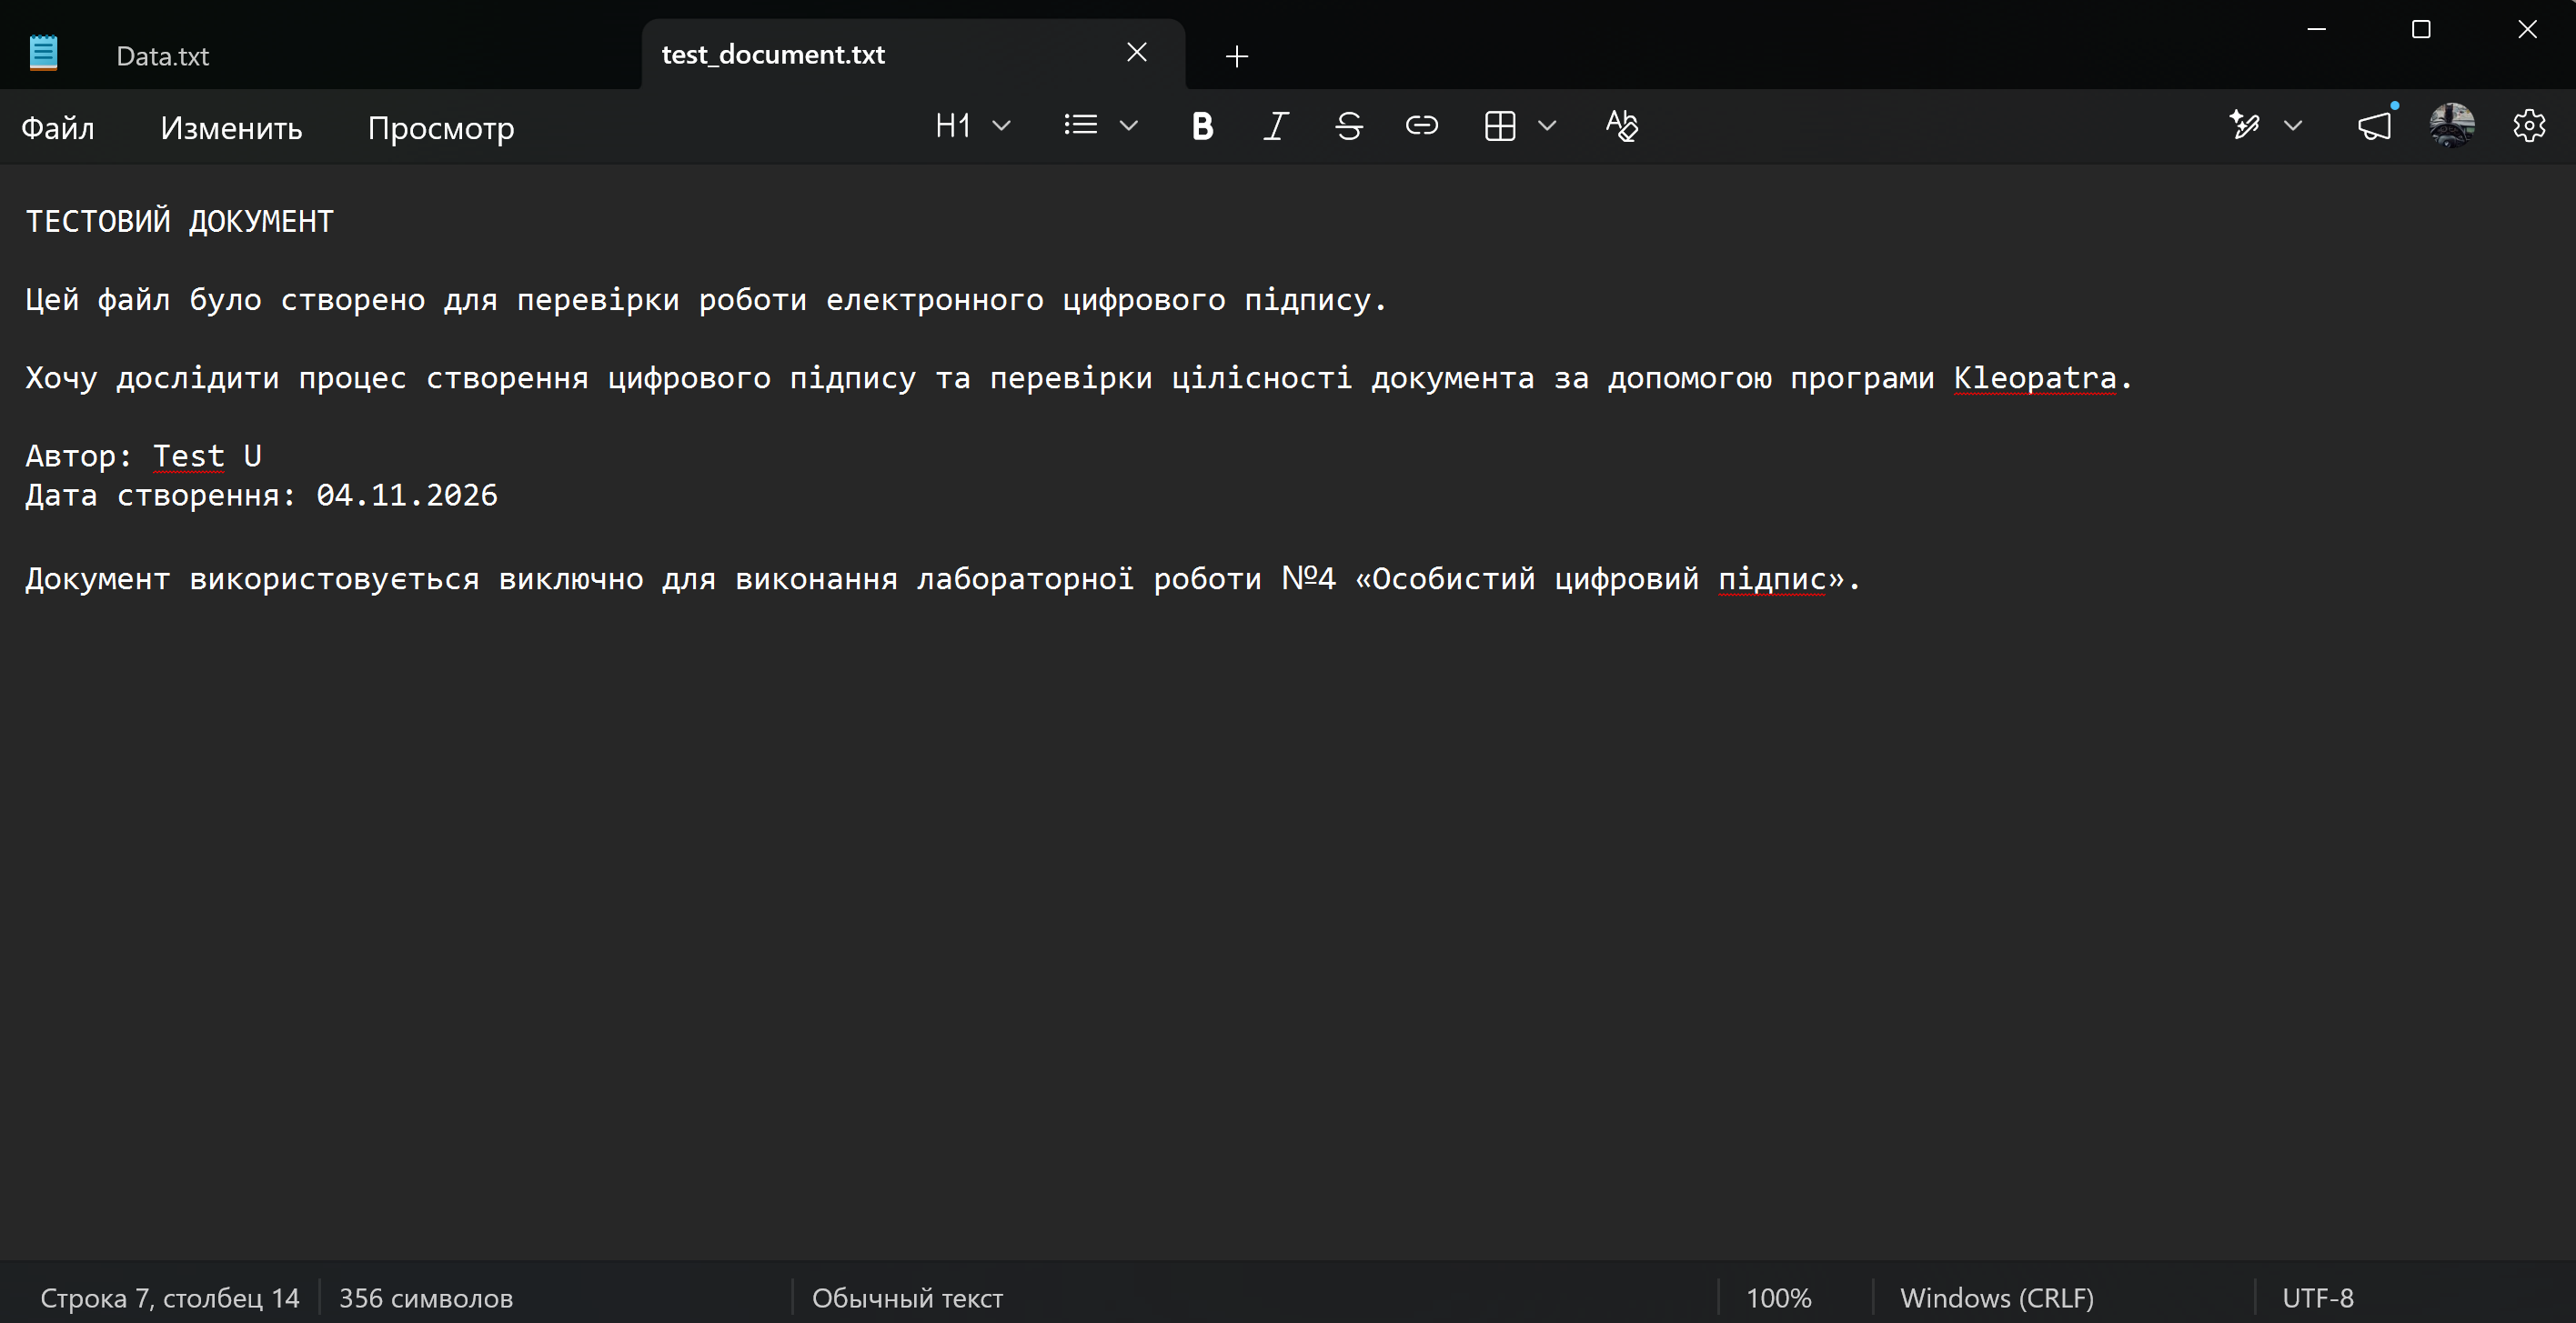 Data.txt
test_document.txt
Файл Изменить Просмотр H1 B I S Ab
ТЕСТОВИЙ ДОКУМЕНТ
Цей файл було створено для перевірки роботи електронного цифрового підпису.
Хочу дослідити процес створення цифрового підпису та перевірки цілісності документа за допомогою програми Kleopatra.
Автор: Test U
Дата створення: 04.11.2026
Документ використовується виключно для виконання лабораторної роботи №4 «Особистий цифровий підпис».
Строка 7, столбец 14 356 символов Обычный текст 100% Windows (CRLF) UTF-8